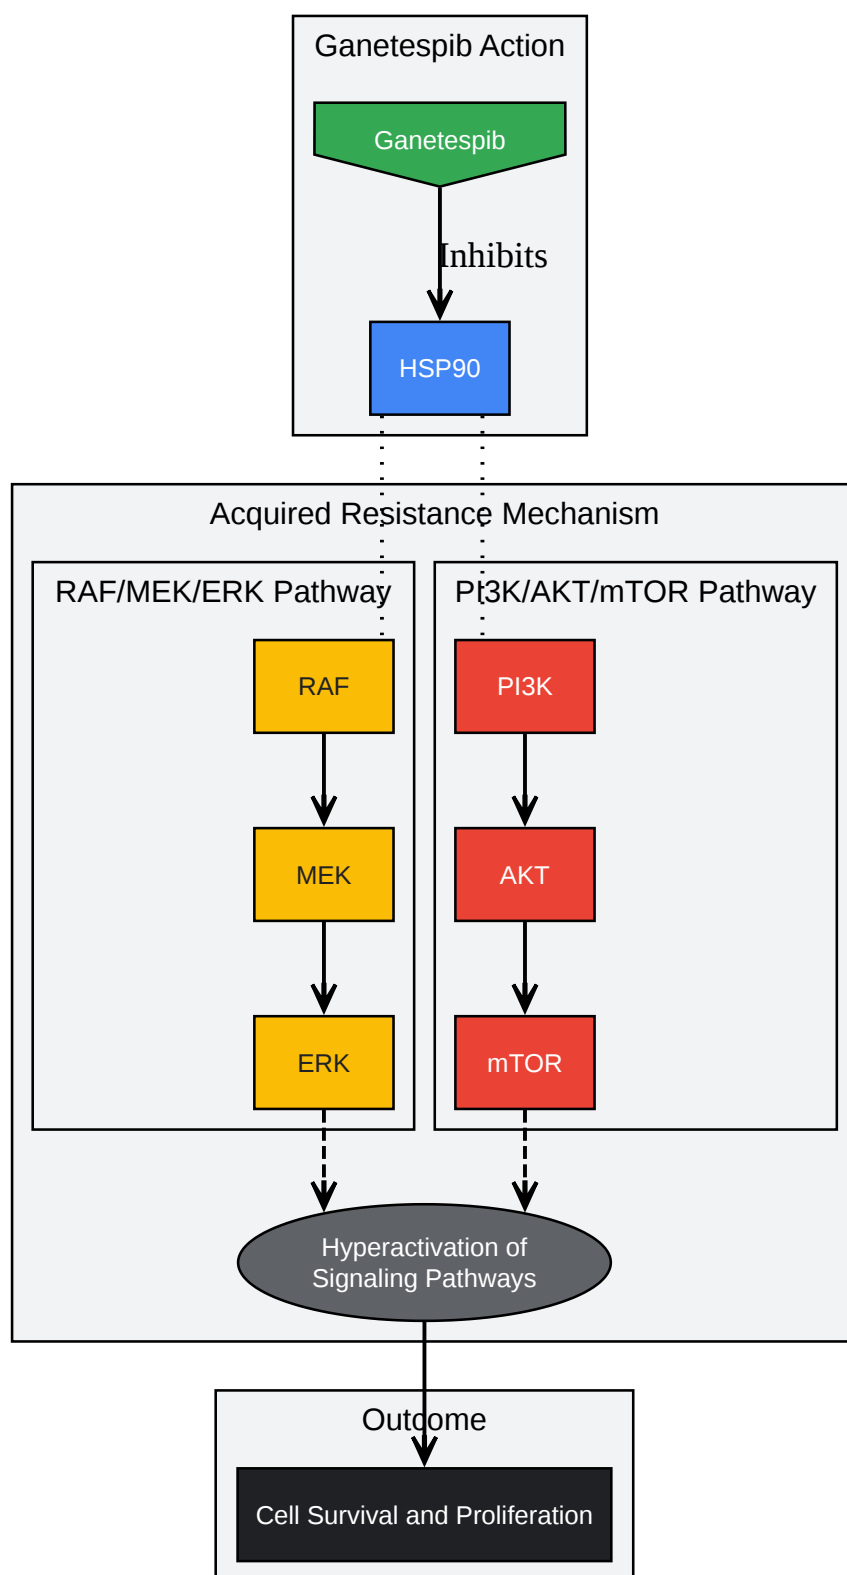 Ganetespib Action
Ganetespib
Inhibits
HSP90
Acquired Resistance Mechanism
RAF/MEK/ERK Pathway
PI3K/AKT/mTOR Pathway
RAF
PI3K
MEK
AKT
ERK
mTOR
Hyperactivation of
Signaling Pathways
Outcome
Cell Survival and Proliferation